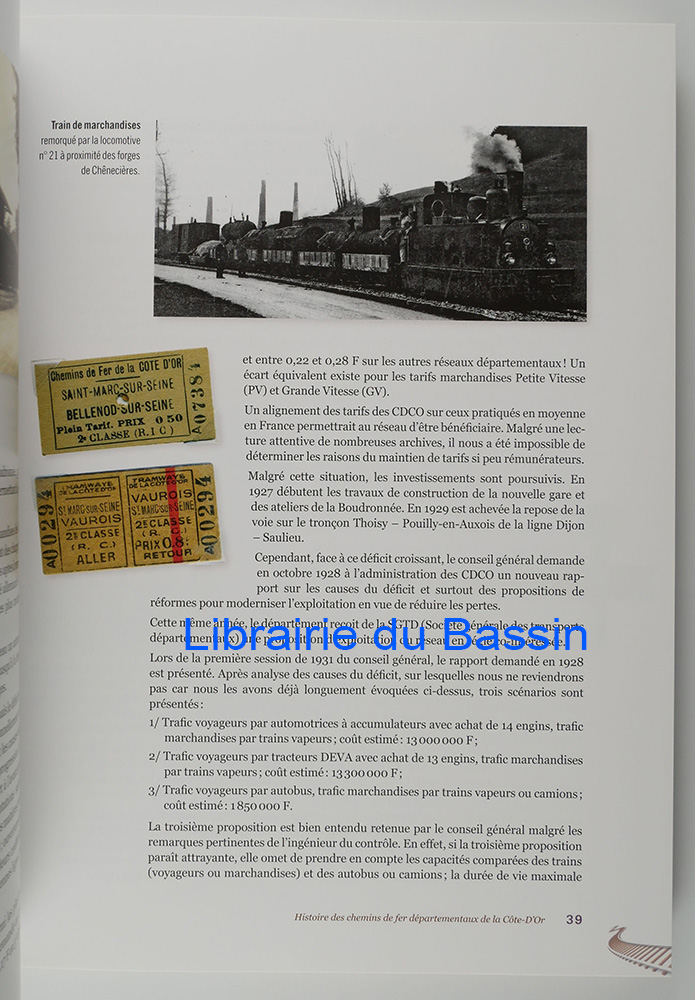 Train de marchandises
remorqué par la locomotive
n° 21 à proximité des forges
de Chênecières.
Chemins de Fer de la COTE D'OR
SAINT-MARC-SUR-SEINE
BELLENOD-SUR-SEINE
Plein Tarif. PRIX 0 50
2e CLASSE (R.I.C)
A07384
TRAMWAYS
DE LA COTE D'OR
ST MARC-SUR-SEINE
VAUROIS
2E CLASSE
(R. C.)
ALLER
A00294
TRAMWAYS
DE LA COTE D'OR
VAUROIS
ST MARC-SUR-SEINE
2E CLASSE
(R. C.)
PRIX 0.8
RETOUR
A00294
et entre 0,22 et 0,28 F sur les autres réseaux départementaux ! Un
écart équivalent existe pour les tarifs marchandises Petite Vitesse
(PV) et Grande Vitesse (GV).
Un alignement des tarifs des CDCO sur ceux pratiqués en moyenne
en France permettrait au réseau d'être bénéficiaire. Malgré une lec-
ture attentive de nombreuses archives, il nous a été impossible de
déterminer les raisons du maintien de tarifs si peu rémunérateurs.
Malgré cette situation, les investissements sont poursuivis. En
1927 débutent les travaux de construction de la nouvelle gare et
des ateliers de la Boudronnée. En 1929 est achevée la repose de la
voie sur le tronçon Thoisy – Pouilly-en-Auxois de la ligne Dijon
– Saulieu.
Cependant, face à ce déficit croissant, le conseil général demande
en octobre 1928 à l'administration des CDCO un nouveau rap-
port sur les causes du déficit et surtout des propositions de
réformes pour moderniser l'exploitation en vue de réduire les pertes.
Cette même année, le département reçoit de la SGTD (Société générale des transports
départementaux) une proposition d'exploitation du réseau en régie co-intéressée.
Librairie du Bassin
Lors de la première session de 1931 du conseil général, le rapport demandé en 1928
est présenté. Après analyse des causes du déficit, sur lesquelles nous ne reviendrons
pas car nous les avons déjà longuement évoquées ci-dessus, trois scénarios sont
présentés :
1/ Trafic voyageurs par automotrices à accumulateurs avec achat de 14 engins, trafic
marchandises par trains vapeurs ; coût estimé : 13 000 000 F ;
2/ Trafic voyageurs par tracteurs DEVA avec achat de 13 engins, trafic marchandises
par trains vapeurs ; coût estimé : 13 300 000 F ;
3/ Trafic voyageurs par autobus, trafic marchandises par trains vapeurs ou camions ;
coût estimé : 1 850 000 F.
La troisième proposition est bien entendu retenue par le conseil général malgré les
remarques pertinentes de l'ingénieur du contrôle. En effet, si la troisième proposition
paraît attrayante, elle omet de prendre en compte les capacités comparées des trains
(voyageurs ou marchandises) et des autobus ou camions ; la durée de vie maximale
Histoire des chemins de fer départementaux de la Côte-D'Or 39